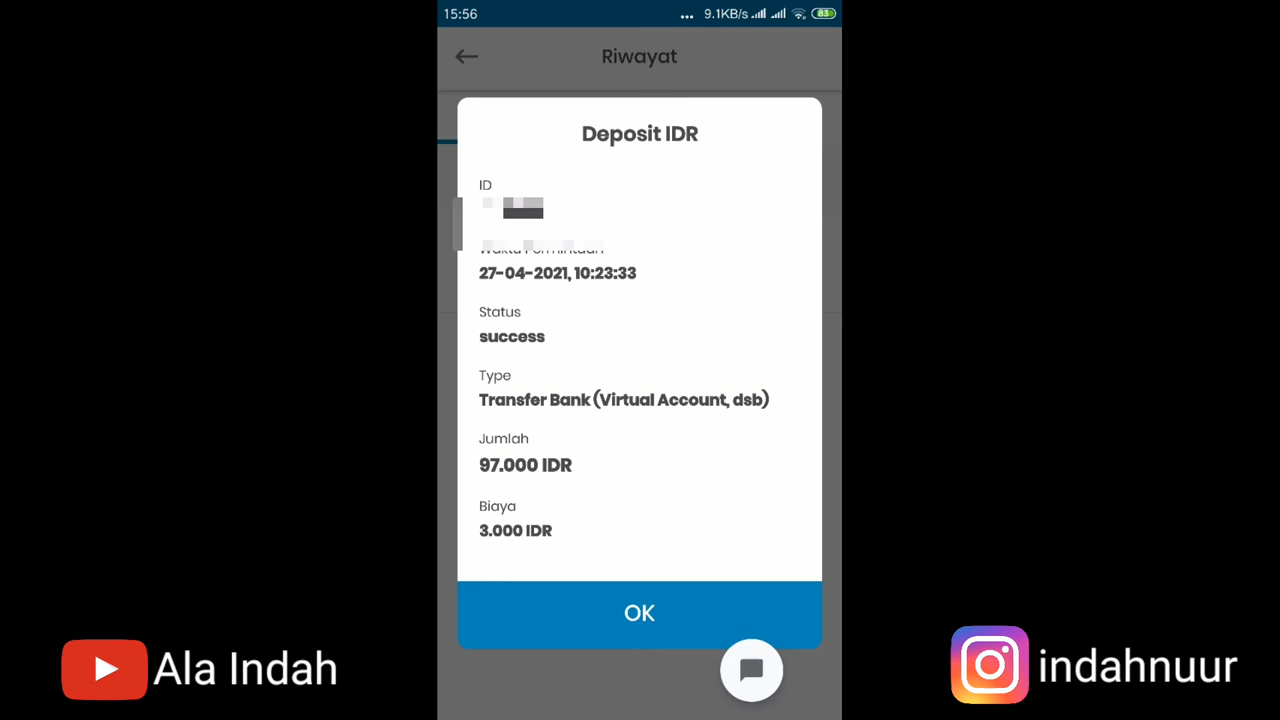 15:56
... 9.1KB/s 83
Riwayat
Deposit IDR
ID
Waktu Permintaan
27-04-2021, 10:23:33
Status
success
Type
Transfer Bank (Virtual Account, dsb)
Jumlah
97.000 IDR
Biaya
3.000 IDR
OK
Ala Indah
indahnuur